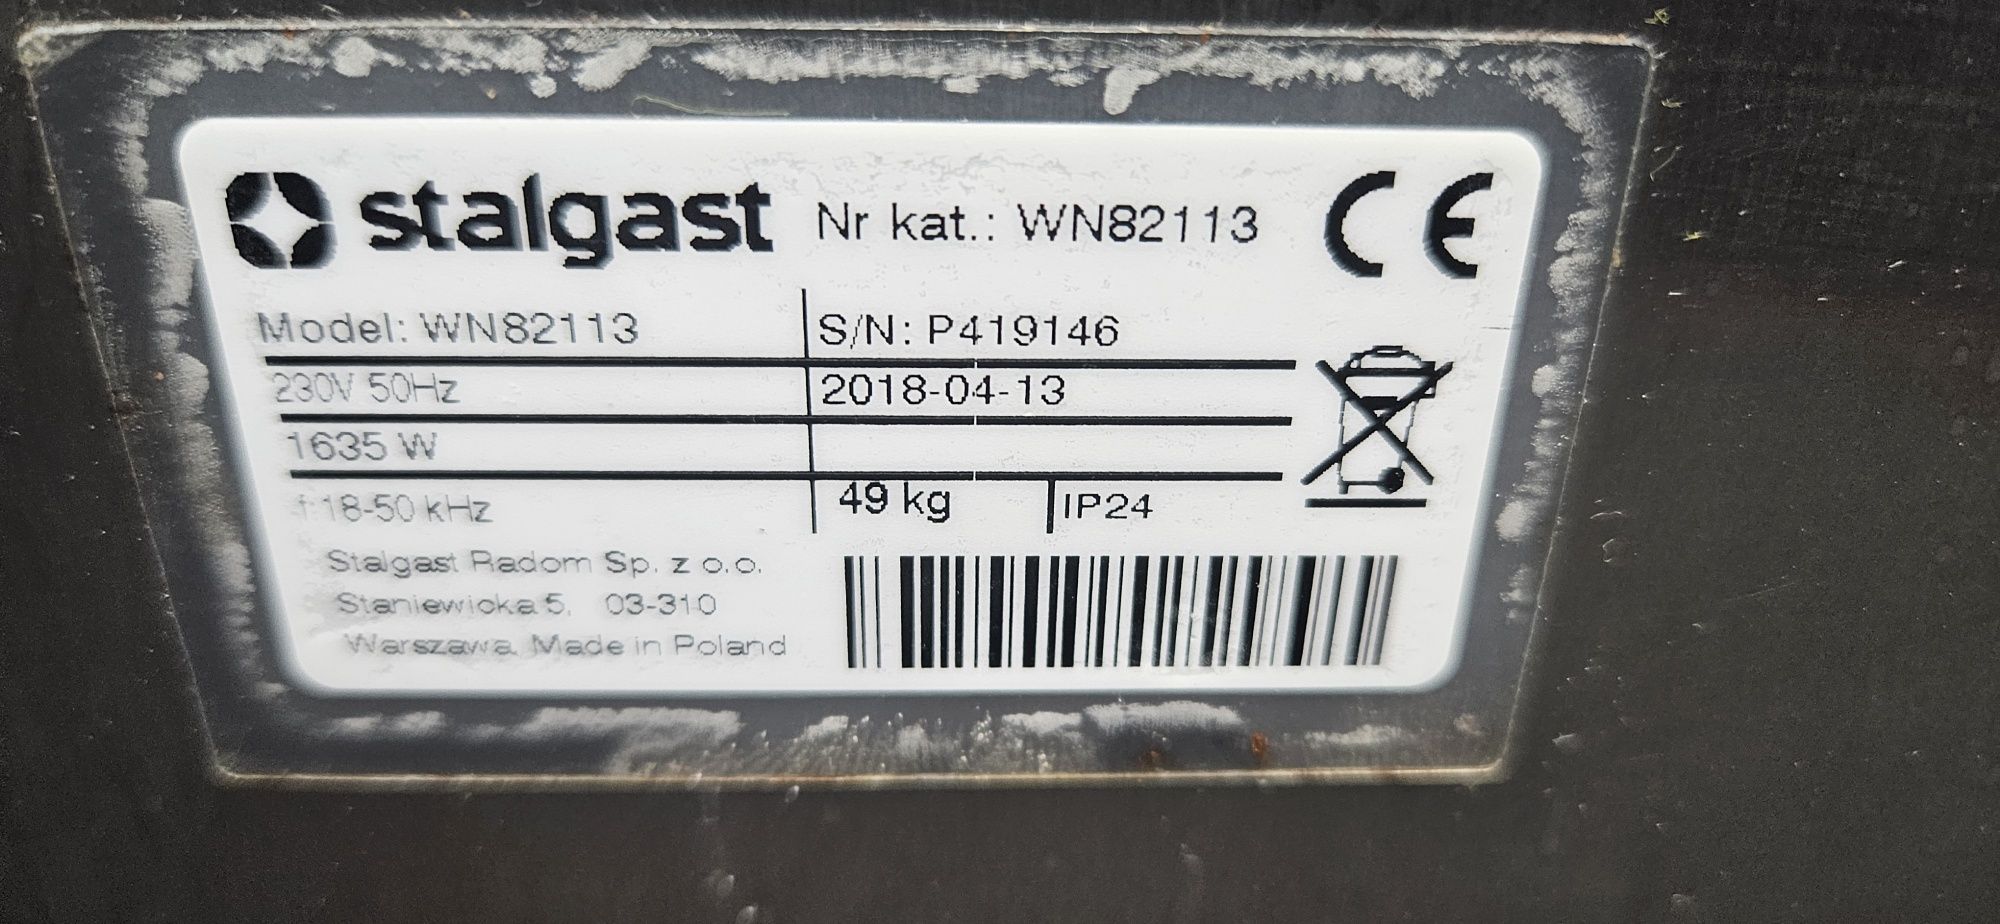 stalgast Nr kat.: WN82113 CE
Model: WN82113 S/N: P419146
230V 50Hz 2018-04-13
1635 W
f 18-50 kHz 49 kg IP24
Stalgast Radom Sp. z o.o.
Staniewicka 5, 03-310
Warszawa, Made in Poland